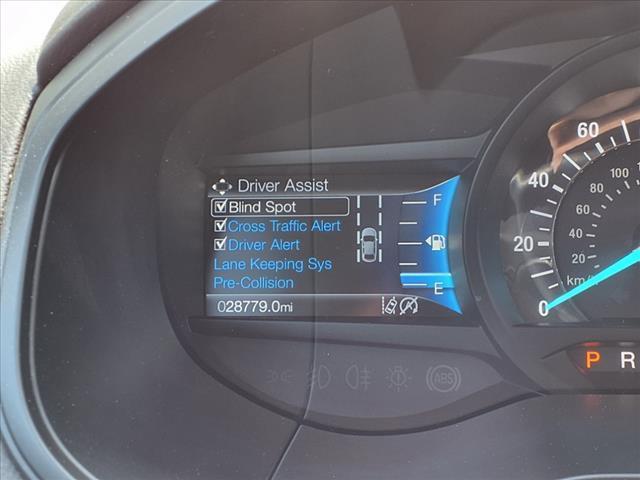 Driver Assist
Blind Spot
Cross Traffic Alert
Driver Alert
Lane Keeping Sys
Pre-Collision
028779.0mi
F
E
ABS
60
40
20
0
100
80
60
40
20
km/
P R